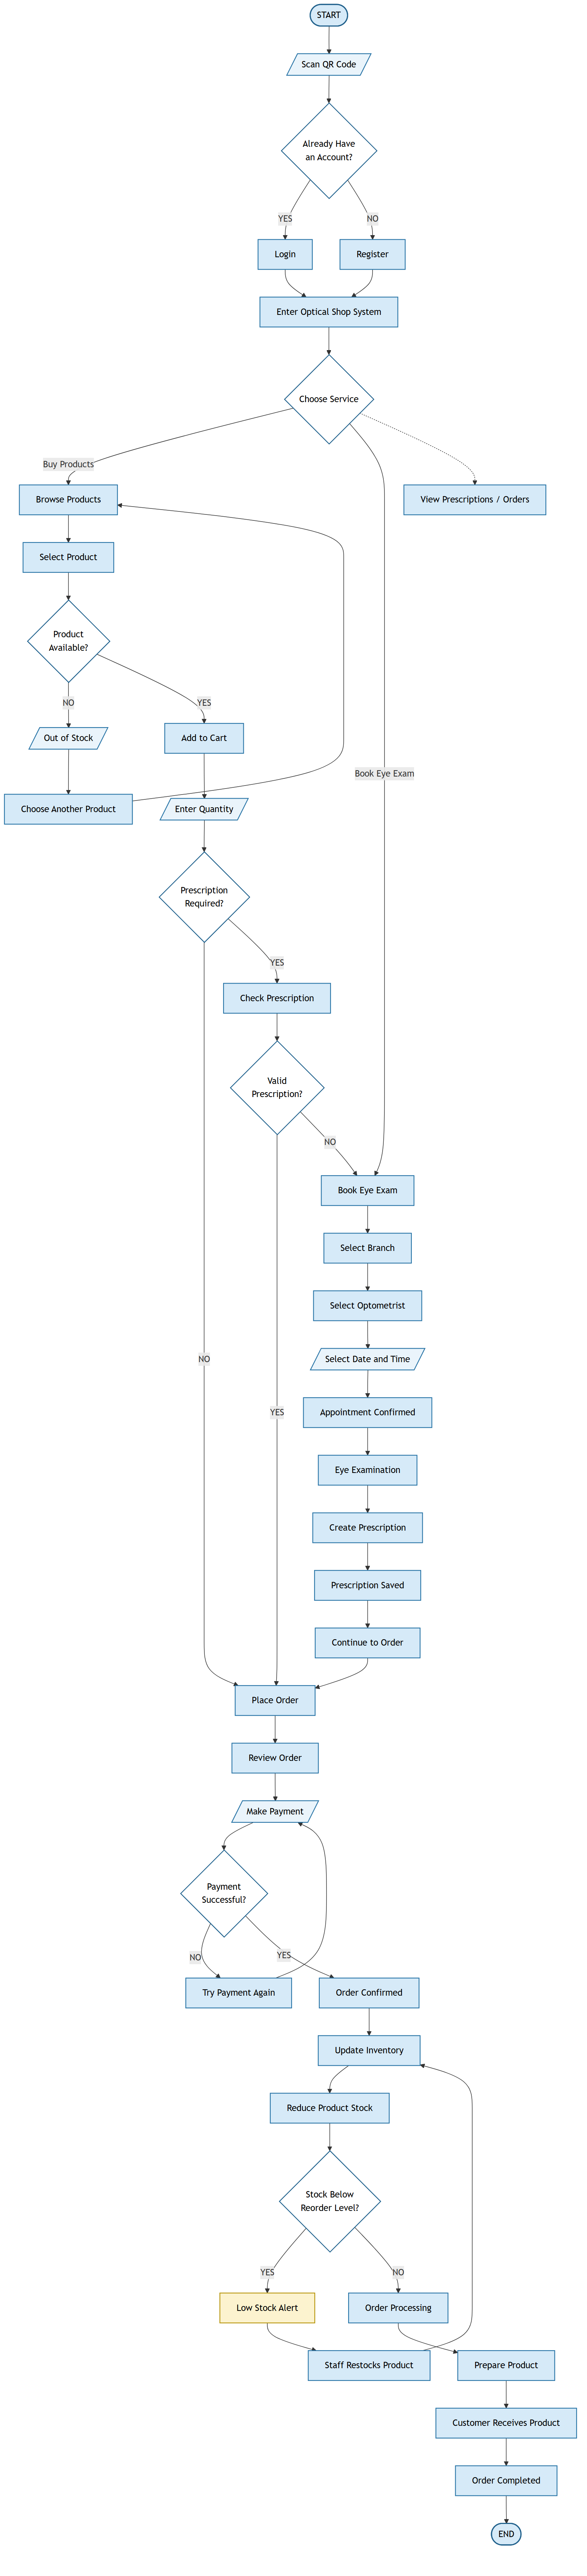 START
Scan QR Code
Already Have
an Account?
YES
NO
Login
Register
Enter Optical Shop System
Choose Service
Buy Products
Browse Products
View Prescriptions / Orders
Select Product
Product
Available?
NO
YES
Out of Stock
Add to Cart
Book Eye Exam
Choose Another Product
Enter Quantity
Prescription
Required?
YES
Check Prescription
Valid
Prescription?
NO
Book Eye Exam
Select Branch
Select Optometrist
NO
Select Date and Time
YES
Appointment Confirmed
Eye Examination
Create Prescription
Prescription Saved
Continue to Order
Place Order
Review Order
Make Payment
Payment
Successful?
NO
YES
Try Payment Again
Order Confirmed
Update Inventory
Reduce Product Stock
Stock Below
Reorder Level?
YES
NO
Low Stock Alert
Order Processing
Staff Restocks Product
Prepare Product
Customer Receives Product
Order Completed
END